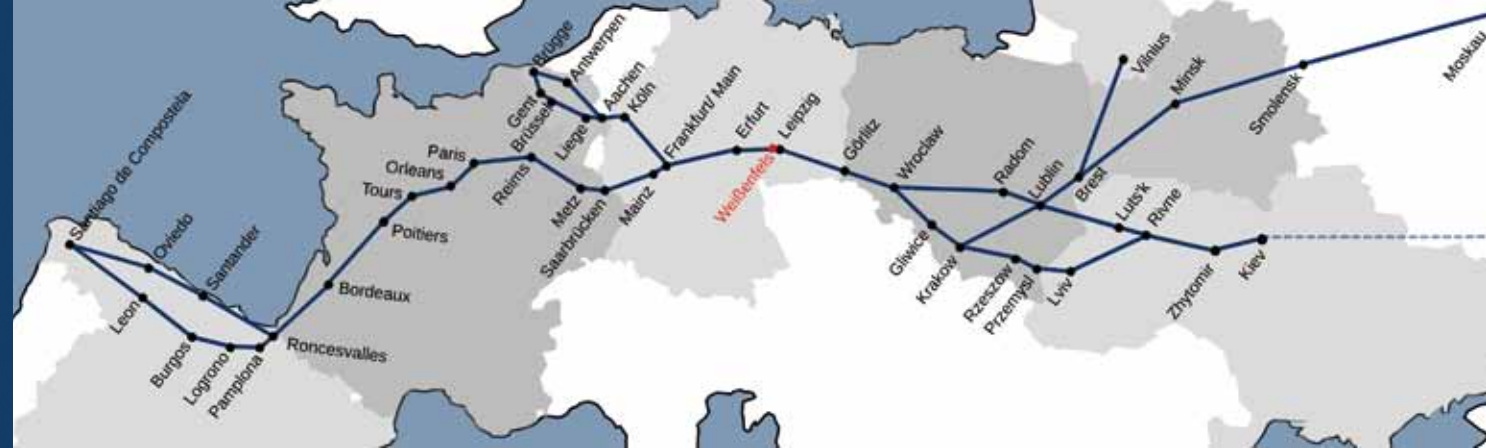 Santiago de Compostela
Oviedo
Santander
Leon
Burgos
Logrono
Pamplona
Roncesvalles
Bordeaux
Poitiers
Tours
Orleans
Paris
Reims
Metz
Saarbrücken
Mainz
Brügge
Antwerpen
Gent
Brüssel
Liege
Aachen
Köln
Frankfurt/ Main
Erfurt
Weißenfels
Leipzig
Görlitz
Wroclaw
Gliwice
Krakow
Rzeszow
Przemysl
Lviv
Radom
Lublin
Brest
Vilnius
Minsk
Smolensk
Moskau
Luts'k
Rivne
Zhytomir
Kiev